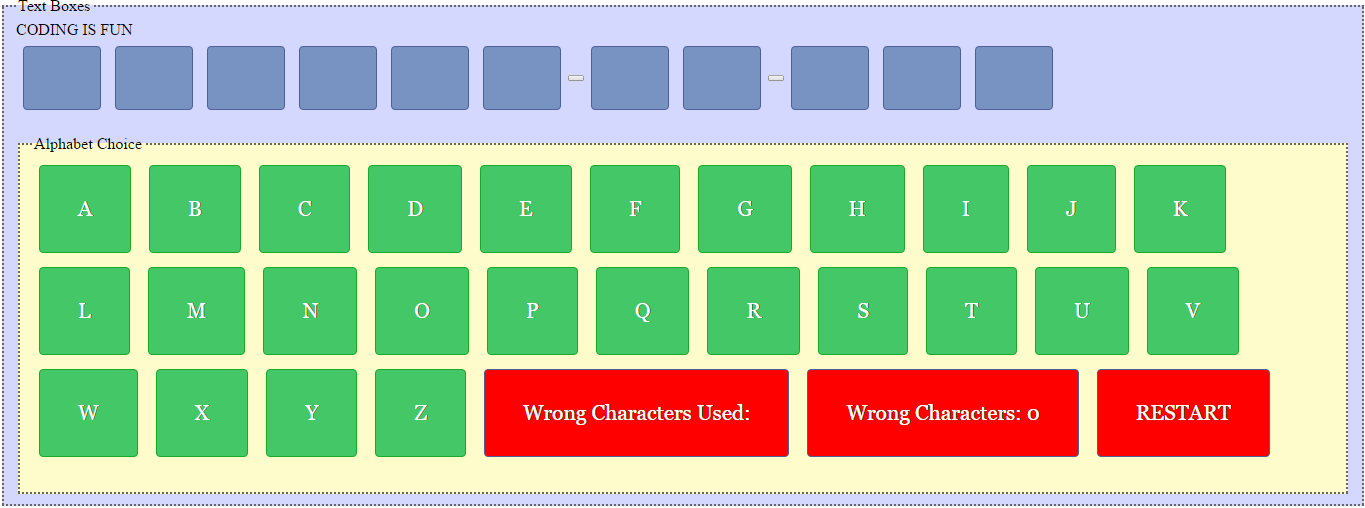 Text Boxes
CODING IS FUN
Alphabet Choice
A B C D E F G H I J K
L M N O P Q R S T U V
W X Y Z Wrong Characters Used: Wrong Characters: 0 RESTART